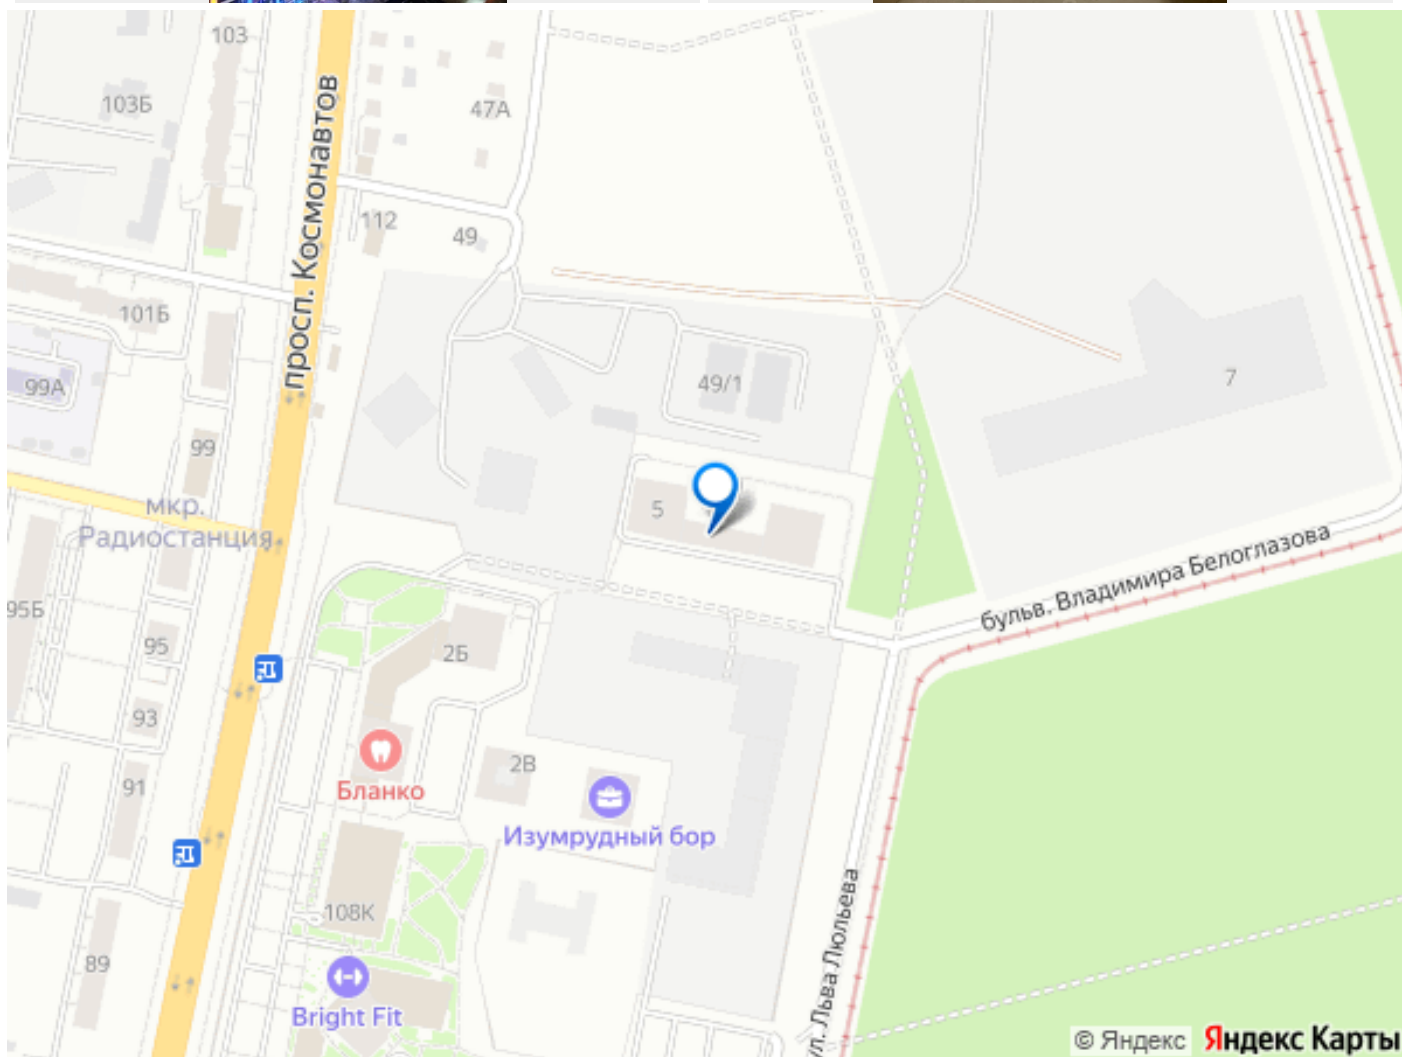 103
103Б
47А
просп. Космонавтов
112
49
101Б
99А
49/1
7
99
мкр.
Радиостанция
5
бульв. Владимира Белоглазова
95Б
95
2Б
93
Бланко
2В
91
Изумрудный бор
108К
ул. Льва Люльева
89
Bright Fit
© Яндекс Яндекс Карты